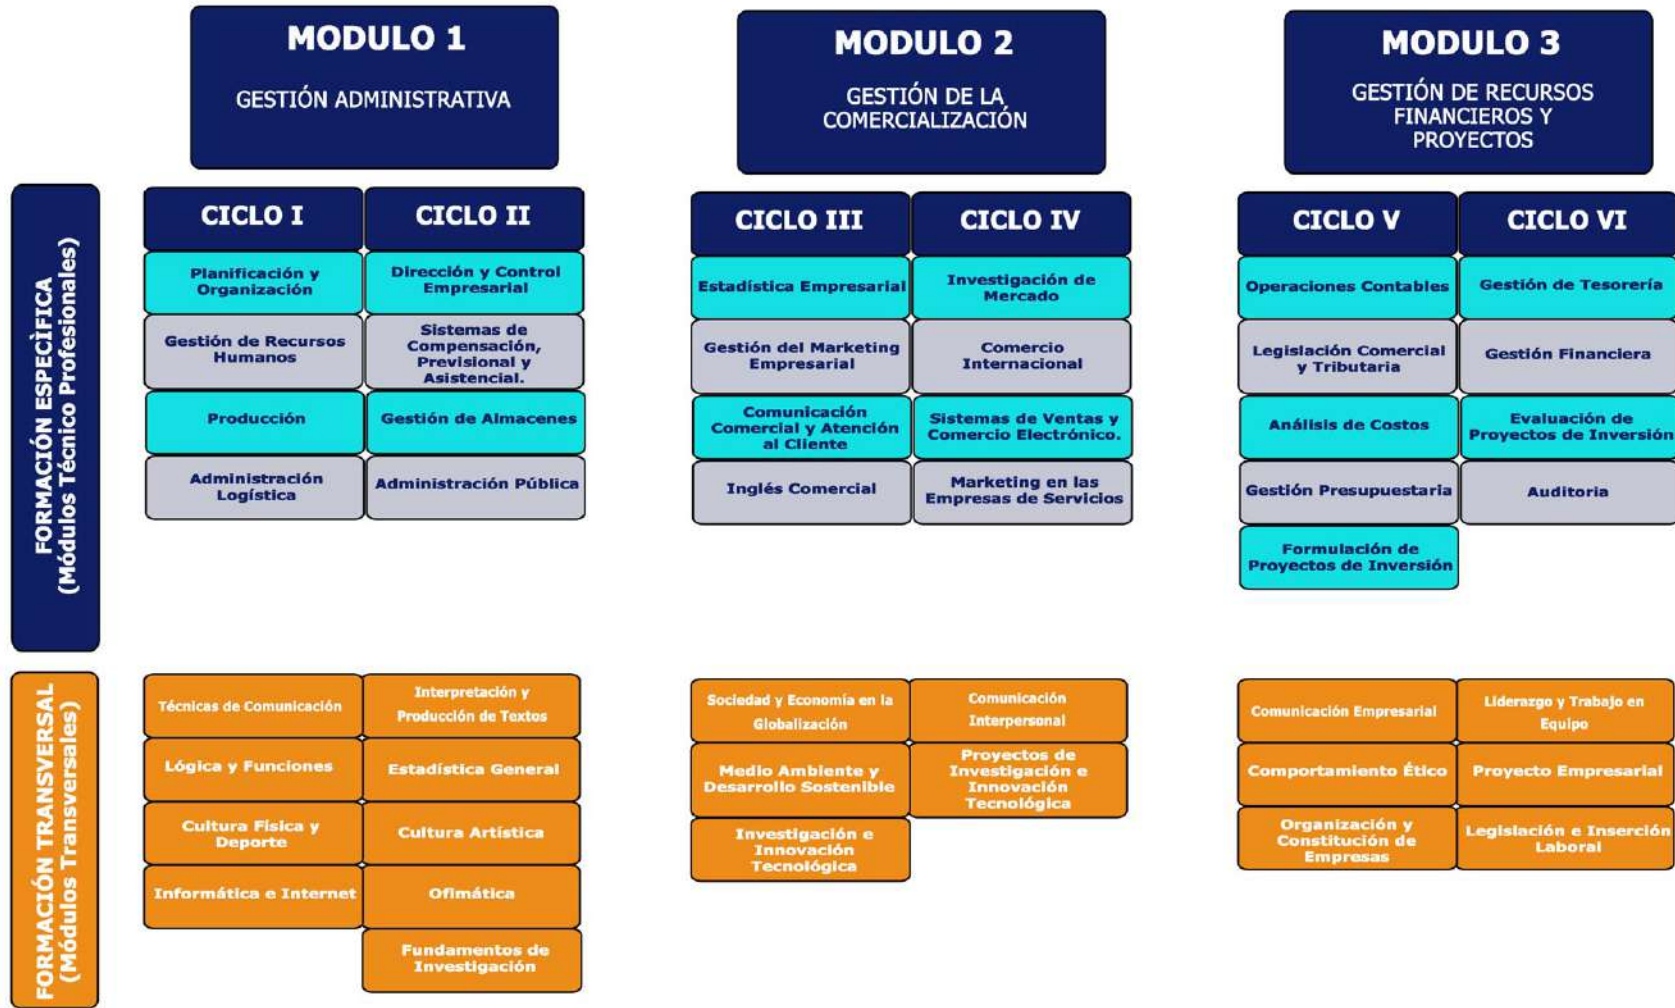 MODULO 1
GESTIÓN ADMINISTRATIVA
MODULO 2
GESTIÓN DE LA
COMERCIALIZACIÓN
MODULO 3
GESTIÓN DE RECURSOS
FINANCIEROS Y
PROYECTOS
FORMACIÓN ESPECÌFICA
(Módulos Técnico Profesionales)
CICLO I
Planificación y
Organización
Gestión de Recursos
Humanos
Producción
Administración
Logística
CICLO II
Dirección y Control
Empresarial
Sistemas de
Compensación,
Previsional y
Asistencial.
Gestión de Almacenes
Administración Pública
CICLO III
Estadística Empresarial
Gestión del Marketing
Empresarial
Comunicación
Comercial y Atención
al Cliente
Inglés Comercial
CICLO IV
Investigación de
Mercado
Comercio
Internacional
Sistemas de Ventas y
Comercio Electrónico.
Marketing en las
Empresas de Servicios
CICLO V
Operaciones Contables
Legislación Comercial
y Tributaria
Análisis de Costos
Gestión Presupuestaria
Formulación de
Proyectos de Inversión
CICLO VI
Gestión de Tesorería
Gestión Financiera
Evaluación de
Proyectos de Inversión
Auditoria
FORMACIÓN TRANSVERSAL
(Módulos Transversales)
Técnicas de Comunicación
Lógica y Funciones
Cultura Física y
Deporte
Informática e Internet
Interpretación y
Producción de Textos
Estadística General
Cultura Artística
Ofimática
Fundamentos de
Investigación
Sociedad y Economía en la
Globalización
Medio Ambiente y
Desarrollo Sostenible
Investigación e
Innovación
Tecnológica
Comunicación
Interpersonal
Proyectos de
Investigación e
Innovación
Tecnológica
Comunicación Empresarial
Comportamiento Ético
Organización y
Constitución de
Empresas
Liderazgo y Trabajo en
Equipo
Proyecto Empresarial
Legislación e Inserción
Laboral